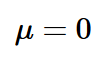 μ = 0